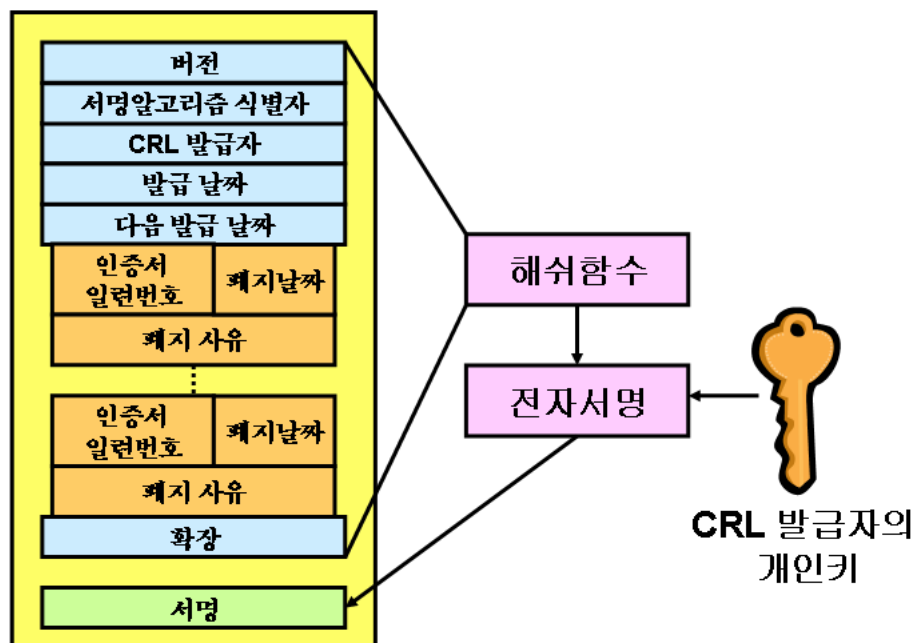 버전
서명알고리즘 식별자
CRL 발급자
발급 날짜
다음 발급 날짜
인증서
일련번호
폐지날짜
폐지 사유
인증서
일련번호
폐지날짜
폐지 사유
확장
서명
해쉬함수
전자서명
CRL 발급자의
개인키